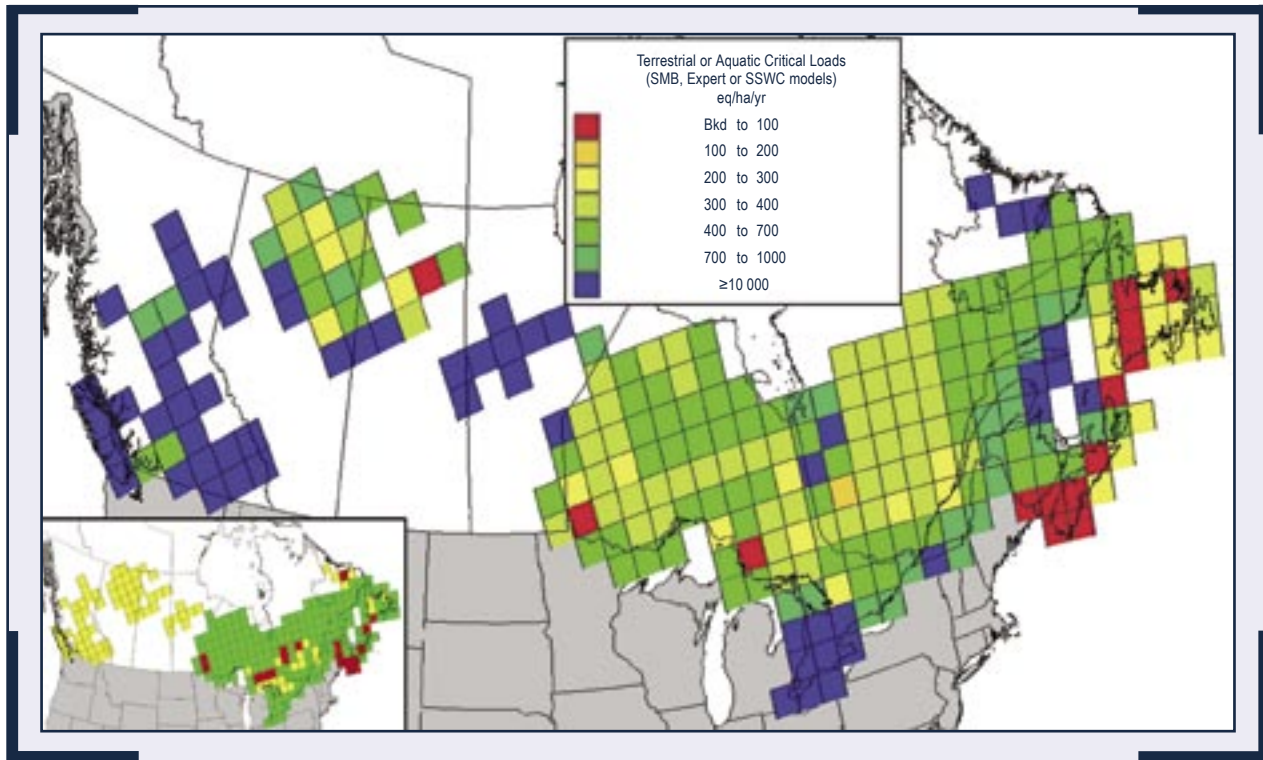 Terrestrial or Aquatic Critical Loads
(SMB, Expert or SSWC models)
eq/ha/yr
Bkd to 100
100 to 200
200 to 300
300 to 400
400 to 700
700 to 1000
≥10 000